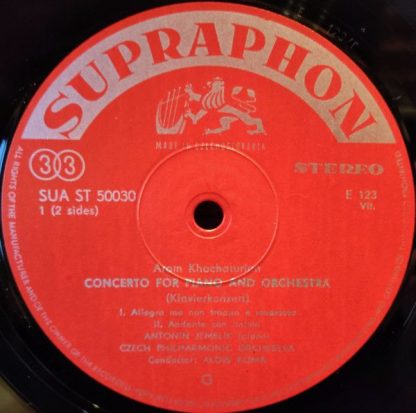 SUPRAPHON
MADE IN CZECHOSLOVAKIA
33
STEREO
SUA ST 50030
1 (2 sides)
E 123
VII.
Aram Khachaturian
CONCERTO FOR PIANO AND ORCHESTRA
(Klavierkonzert)
I. Allegro ma non troppo e maestoso
II. Andante con anima
ANTONÍN JEMELÍK (piano)
CZECH PHILHARMONIC ORCHESTRA
Conductor: ALOIS KLÍMA
G
ALL RIGHTS OF THE MANUFACTURER AND OF THE OWNER OF THE RECORDED